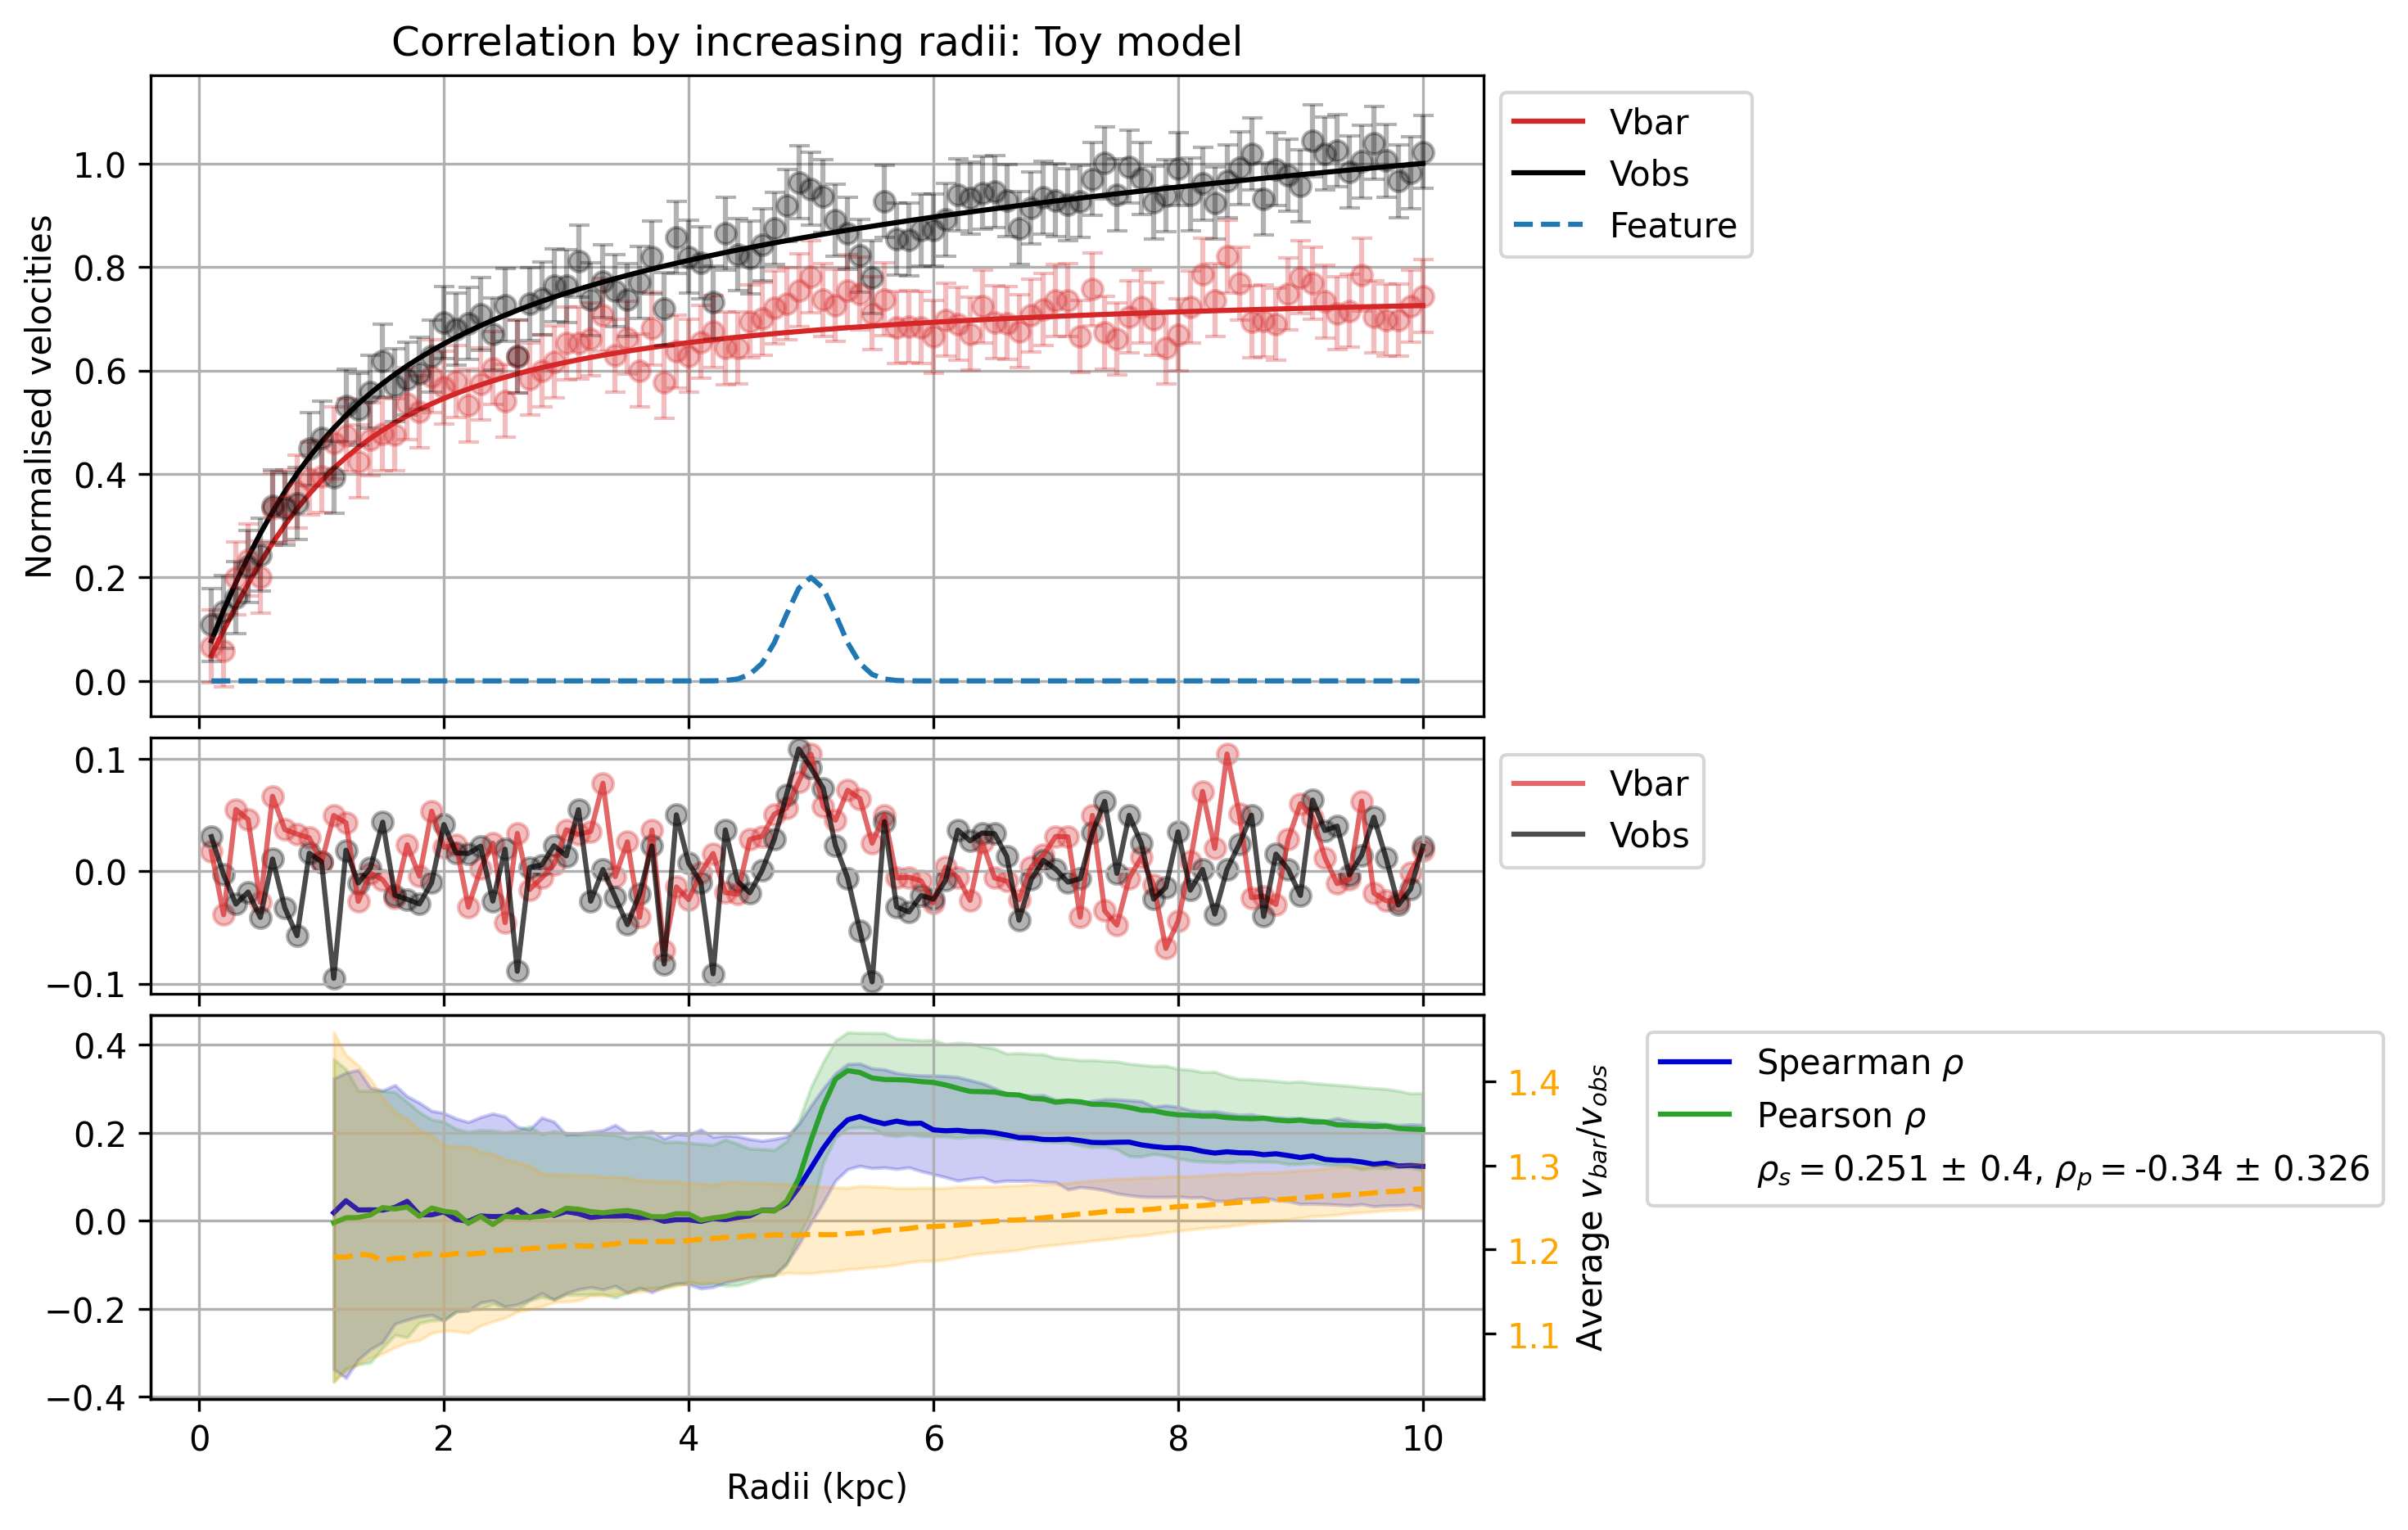 Correlation by increasing radii: Toy model
Normalised velocities
1.0
0.8
0.6
0.4
0.2
0.0
Vbar
Vobs
Feature
0.1
0.0
−0.1
Vbar
Vobs
0.4
0.2
0.0
−0.2
−0.4
1.4
1.3
1.2
1.1
Average v_bar/v_obs
Spearman ρ
Pearson ρ
ρ_s = 0.251 ± 0.4, ρ_p = -0.34 ± 0.326
0 2 4 6 8 10
Radii (kpc)